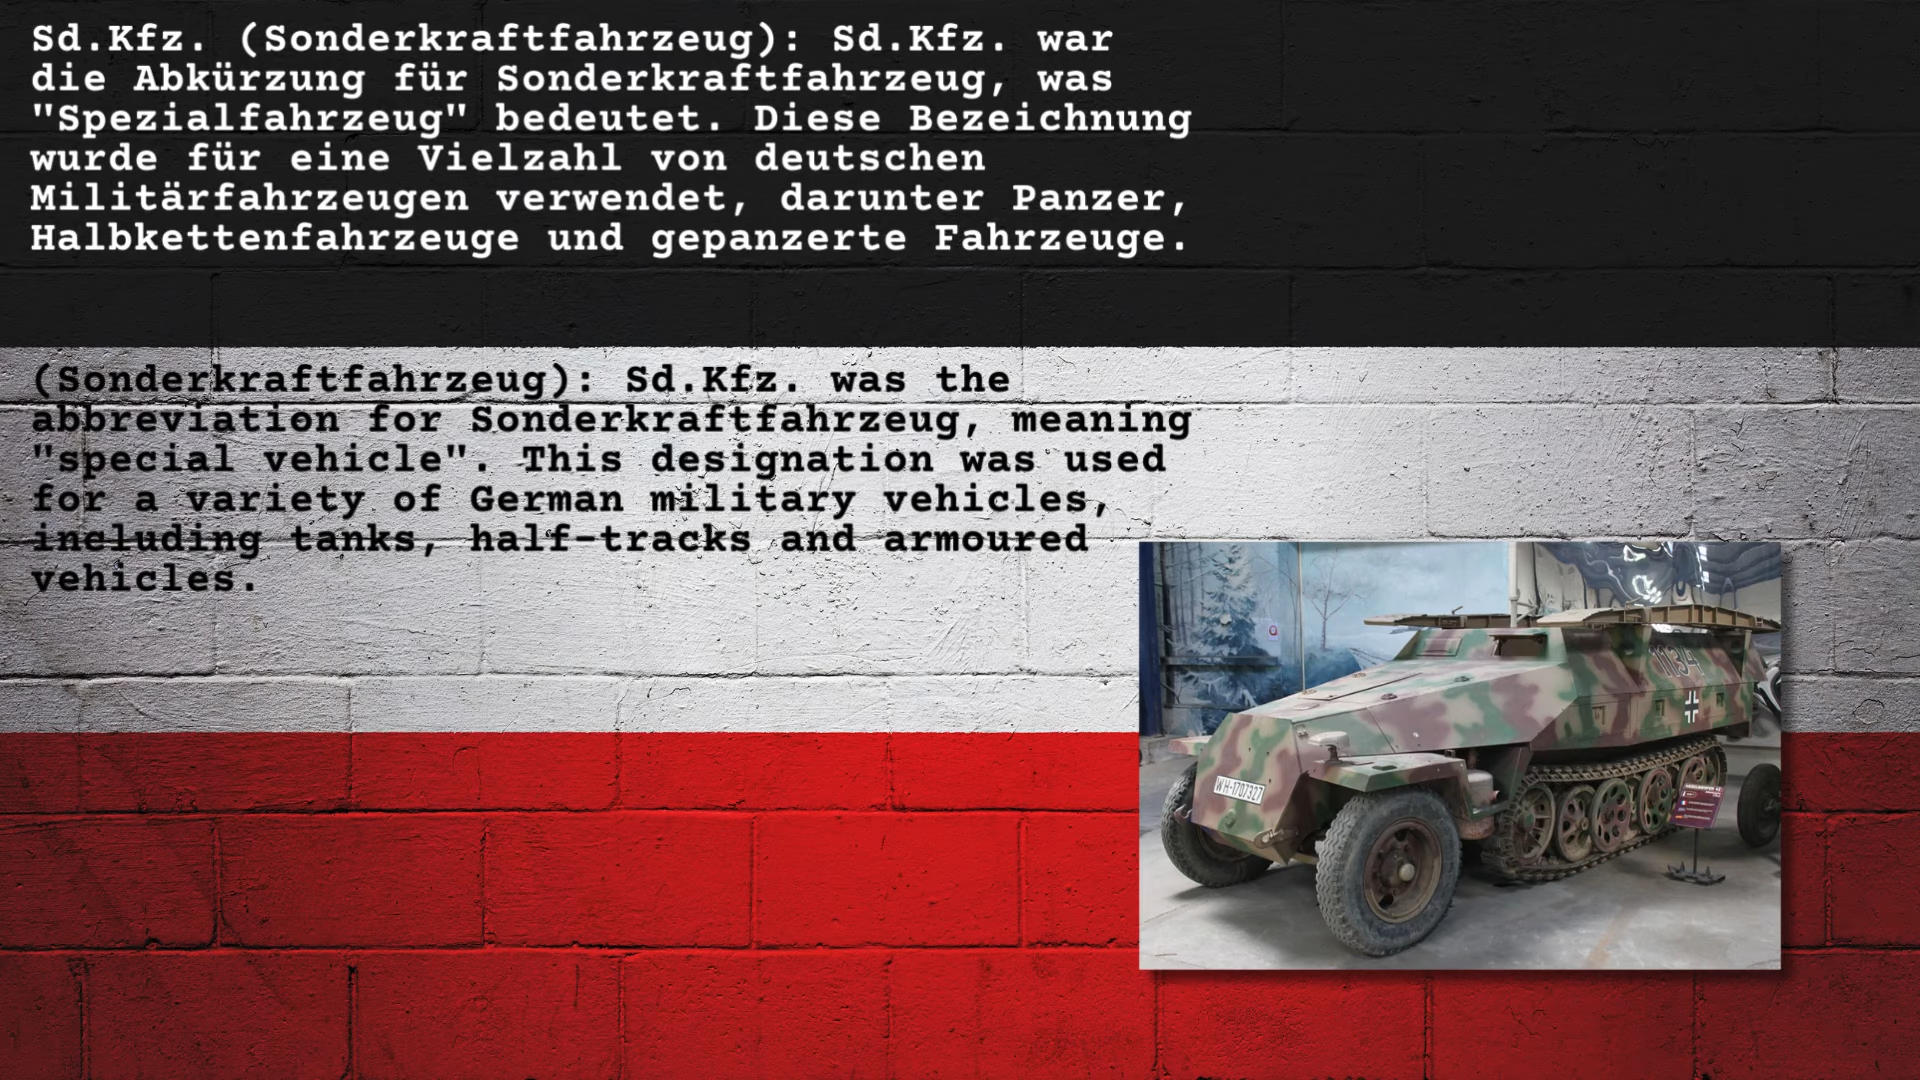 Sd.Kfz. (Sonderkraftfahrzeug): Sd.Kfz. war
die Abkürzung für Sonderkraftfahrzeug, was
"Spezialfahrzeug" bedeutet. Diese Bezeichnung
wurde für eine Vielzahl von deutschen
Militärfahrzeugen verwendet, darunter Panzer,
Halbkettenfahrzeuge und gepanzerte Fahrzeuge.
(Sonderkraftfahrzeug): Sd.Kfz. was the
abbreviation for Sonderkraftfahrzeug, meaning
"special vehicle". This designation was used
for a variety of German military vehicles,
including tanks, half-tracks and armoured
vehicles.
1134
WH-1707327